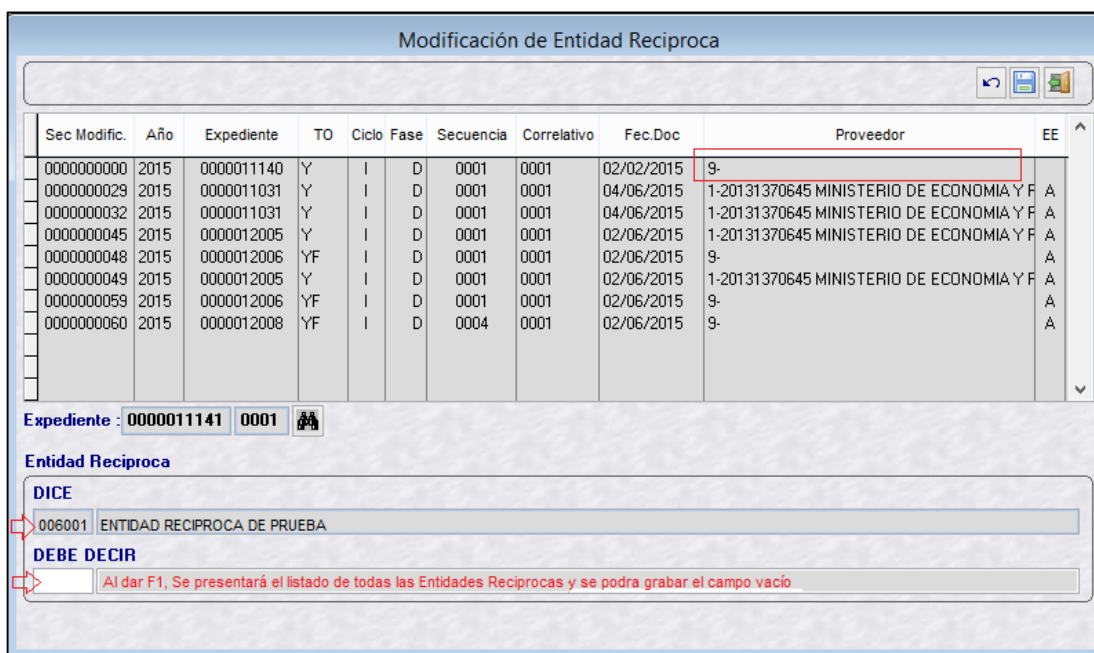 Modificación de Entidad Reciproca
Sec Modific. Año Expediente TO Ciclo Fase Secuencia Correlativo Fec.Doc Proveedor EE
0000000000 2015 0000011140 Y I D 0001 0001 02/02/2015 9-
0000000029 2015 0000011031 Y I D 0001 0001 04/06/2015 1-20131370645 MINISTERIO DE ECONOMIA Y F A
0000000032 2015 0000011031 Y I D 0001 0001 04/06/2015 1-20131370645 MINISTERIO DE ECONOMIA Y F A
0000000045 2015 0000012005 Y I D 0001 0001 02/06/2015 1-20131370645 MINISTERIO DE ECONOMIA Y F A
0000000048 2015 0000012006 YF I D 0001 0001 02/06/2015 9- A
0000000049 2015 0000012005 Y I D 0001 0001 02/06/2015 1-20131370645 MINISTERIO DE ECONOMIA Y F A
0000000059 2015 0000012006 YF I D 0001 0001 02/06/2015 9- A
0000000060 2015 0000012008 YF I D 0004 0001 02/06/2015 9- A
Expediente : 0000011141 0001
Entidad Reciproca
DICE
006001 ENTIDAD RECIPROCA DE PRUEBA
DEBE DECIR
Al dar F1, Se presentará el listado de todas las Entidades Reciprocas y se podra grabar el campo vacío